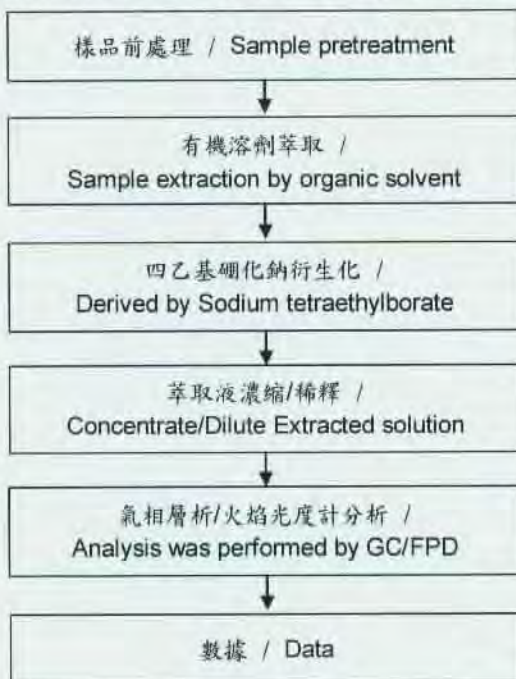 樣品前處理 / Sample pretreatment
有機溶劑萃取 /
Sample extraction by organic solvent
四乙基硼化鈉衍生化 /
Derived by Sodium tetraethylborate
萃取液濃縮/稀釋 /
Concentrate/Dilute Extracted solution
氣相層析/火焰光度計分析 /
Analysis was performed by GC/FPD
數據 / Data